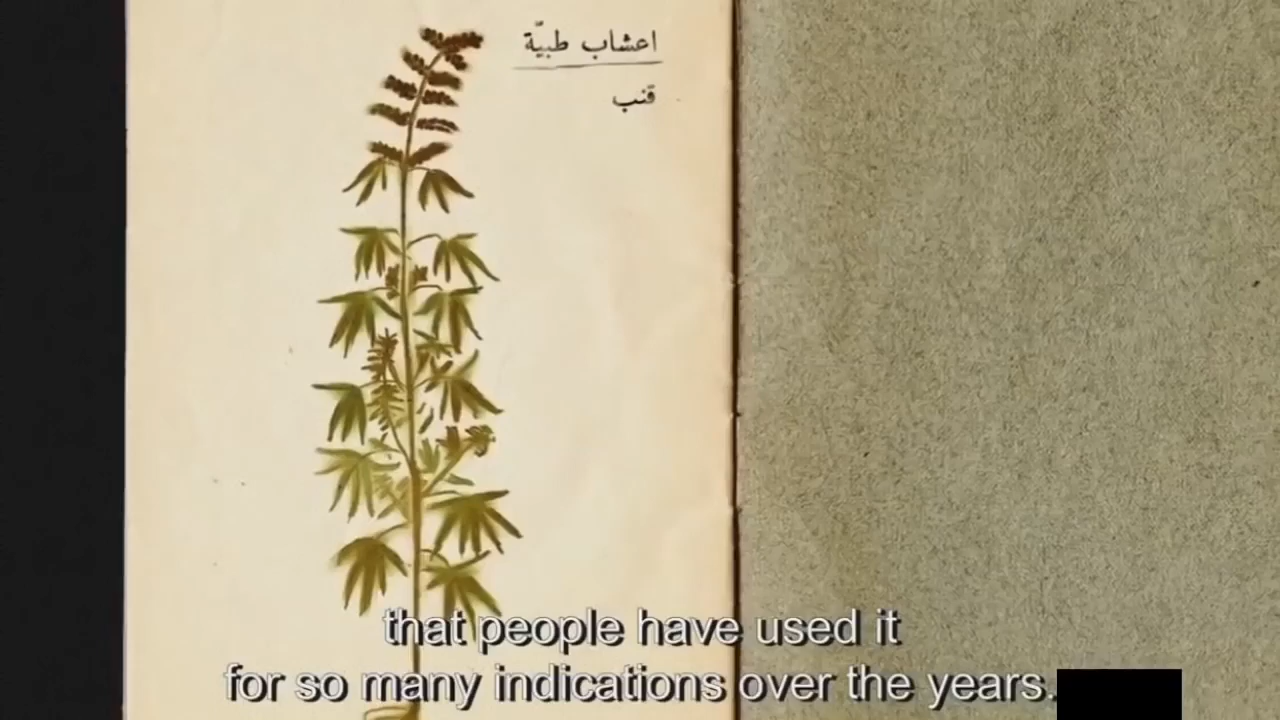 اعشاب طبيّة
قنب
that people have used it
for so many indications over the years.